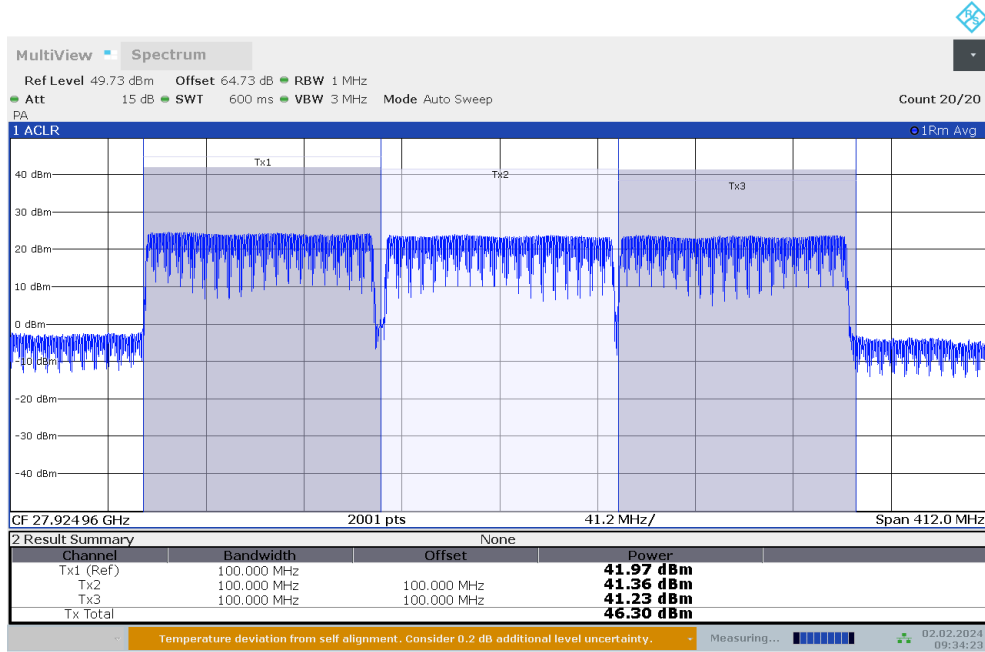 R&S
MultiView Spectrum
Ref Level 49.73 dBm Offset 64.73 dB RBW 1 MHz
Att 15 dB SWT 600 ms VBW 3 MHz Mode Auto Sweep Count 20/20
PA
1 ACLR 1Rm Avg
Tx1
Tx2
Tx3
40 dBm
30 dBm
20 dBm
10 dBm
0 dBm
-10 dBm
-20 dBm
-30 dBm
-40 dBm
CF 27.92496 GHz 2001 pts 41.2 MHz/ Span 412.0 MHz
2 Result Summary None
Channel Bandwidth Offset Power
Tx1 (Ref) 100.000 MHz 41.97 dBm
Tx2 100.000 MHz 100.000 MHz 41.36 dBm
Tx3 100.000 MHz 100.000 MHz 41.23 dBm
Tx Total 46.30 dBm
Temperature deviation from self alignment. Consider 0.2 dB additional level uncertainty. Measuring... 02.02.2024
09:34:23